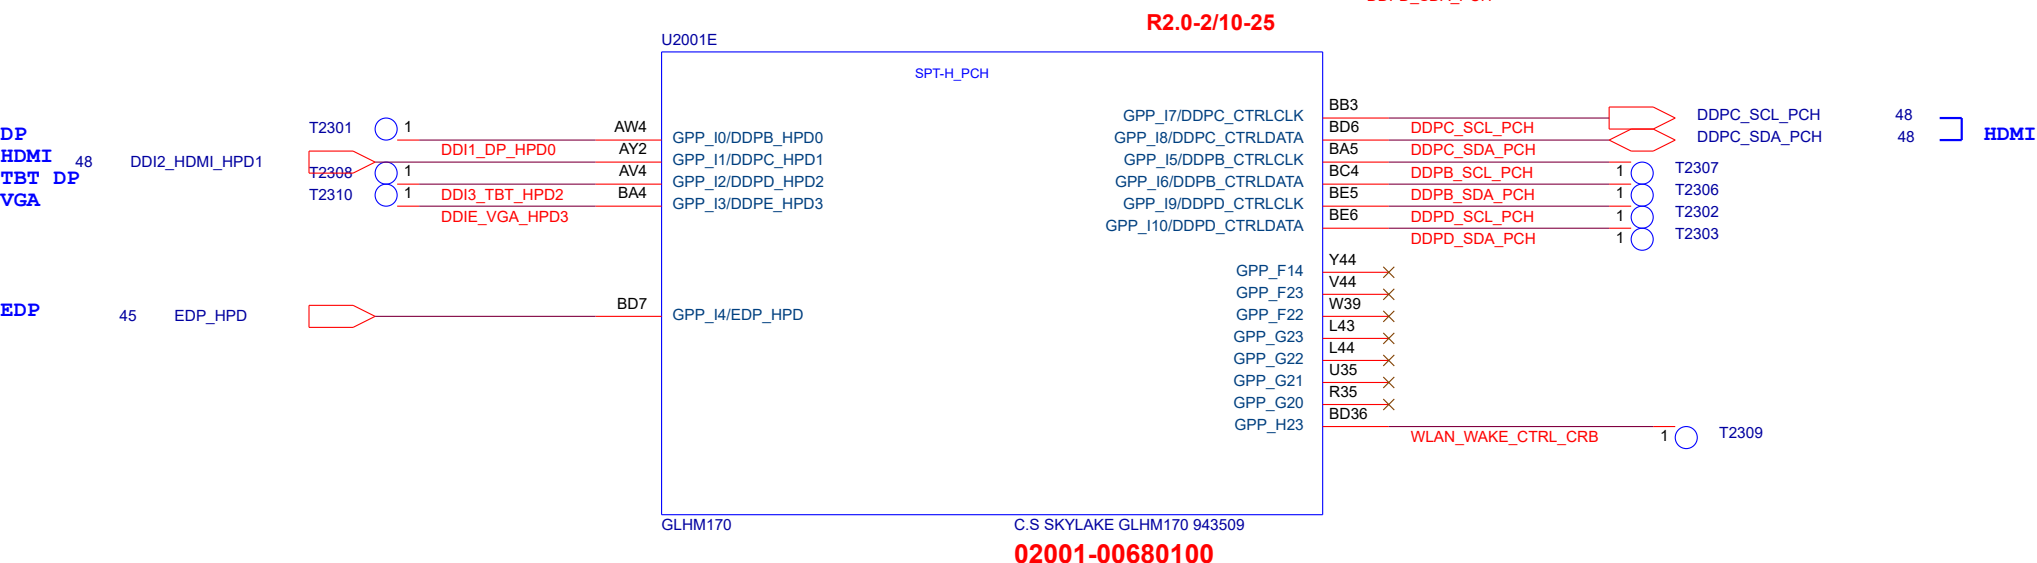 R2.0-2/10-25
U2001E
SPT-H_PCH
DP
HDMI
TBT DP
VGA
48 DDI2_HDMI_HPD1
T2301 1 AW4 GPP_I0/DDPB_HPD0
DDI1_DP_HPD0 AY2 GPP_I1/DDPC_HPD1
T2308 1 AV4 GPP_I2/DDPD_HPD2
T2310 1 DDI3_TBT_HPD2 BA4 GPP_I3/DDPE_HPD3
DDIE_VGA_HPD3
EDP 45 EDP_HPD BD7 GPP_I4/EDP_HPD
GPP_I7/DDPC_CTRLCLK BB3 DDPC_SCL_PCH DDPC_SCL_PCH 48
GPP_I8/DDPC_CTRLDATA BD6 DDPC_SDA_PCH DDPC_SDA_PCH 48 HDMI
GPP_I5/DDPB_CTRLCLK BA5 DDPB_SCL_PCH 1 T2307
GPP_I6/DDPB_CTRLDATA BC4 DDPB_SDA_PCH 1 T2306
GPP_I9/DDPD_CTRLCLK BE5 DDPD_SCL_PCH 1 T2302
GPP_I10/DDPD_CTRLDATA BE6 DDPD_SDA_PCH 1 T2303
GPP_F14 Y44
GPP_F23 V44
GPP_F22 W39
GPP_G23 L43
GPP_G22 L44
GPP_G21 U35
GPP_G20 R35
GPP_H23 BD36 WLAN_WAKE_CTRL_CRB 1 T2309
GLHM170
C.S SKYLAKE GLHM170 943509
02001-00680100